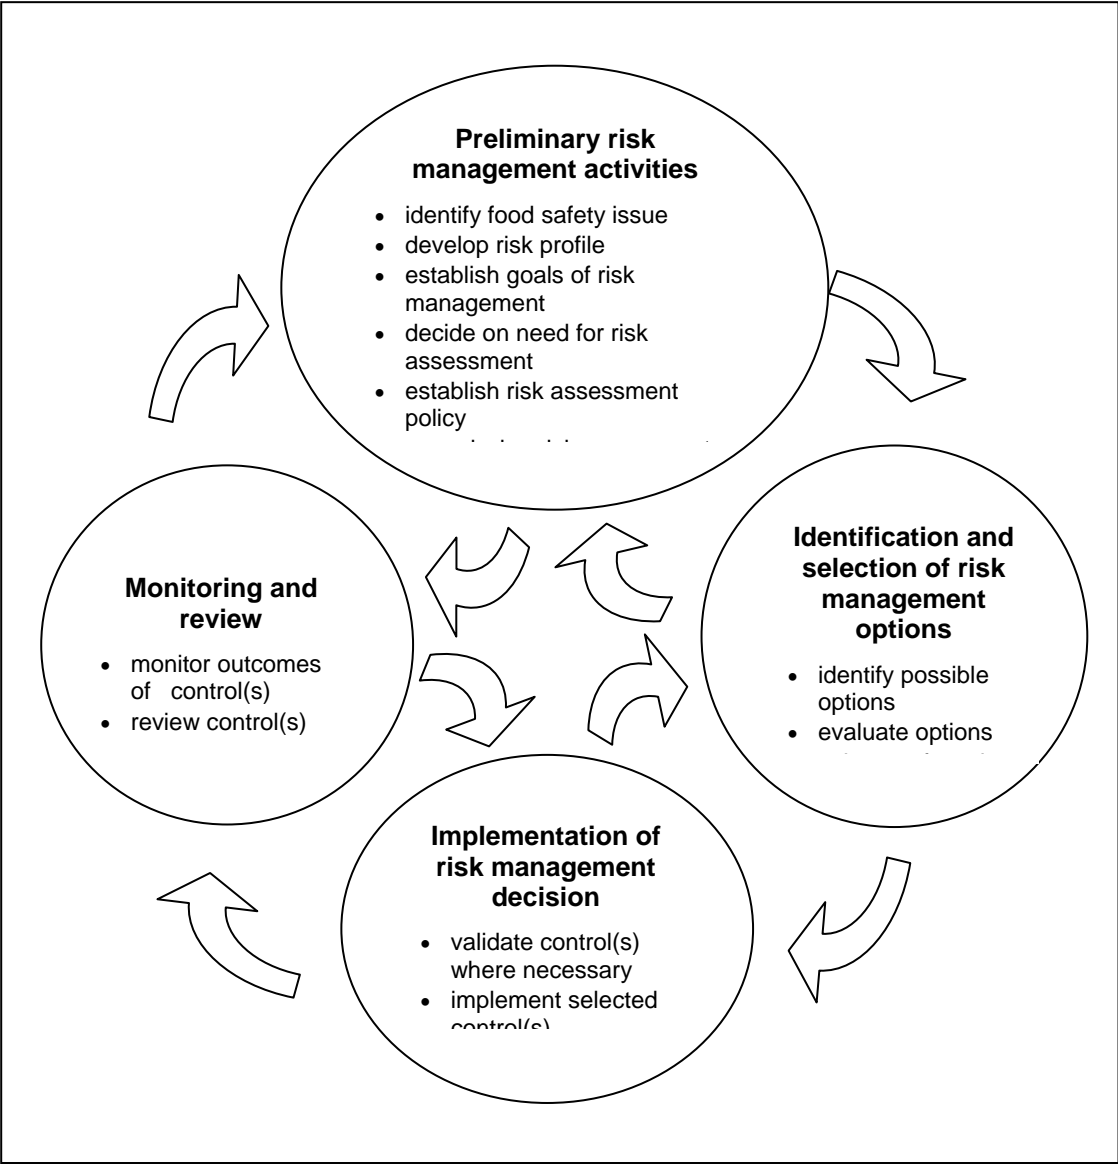 Preliminary risk
management activities
• identify food safety issue
• develop risk profile
• establish goals of risk
management
• decide on need for risk
assessment
• establish risk assessment
policy
Identification and
selection of risk
management
options
• identify possible
options
• evaluate options
Monitoring and
review
• monitor outcomes
of control(s)
• review control(s)
Implementation of
risk management
decision
• validate control(s)
where necessary
• implement selected
control(s)